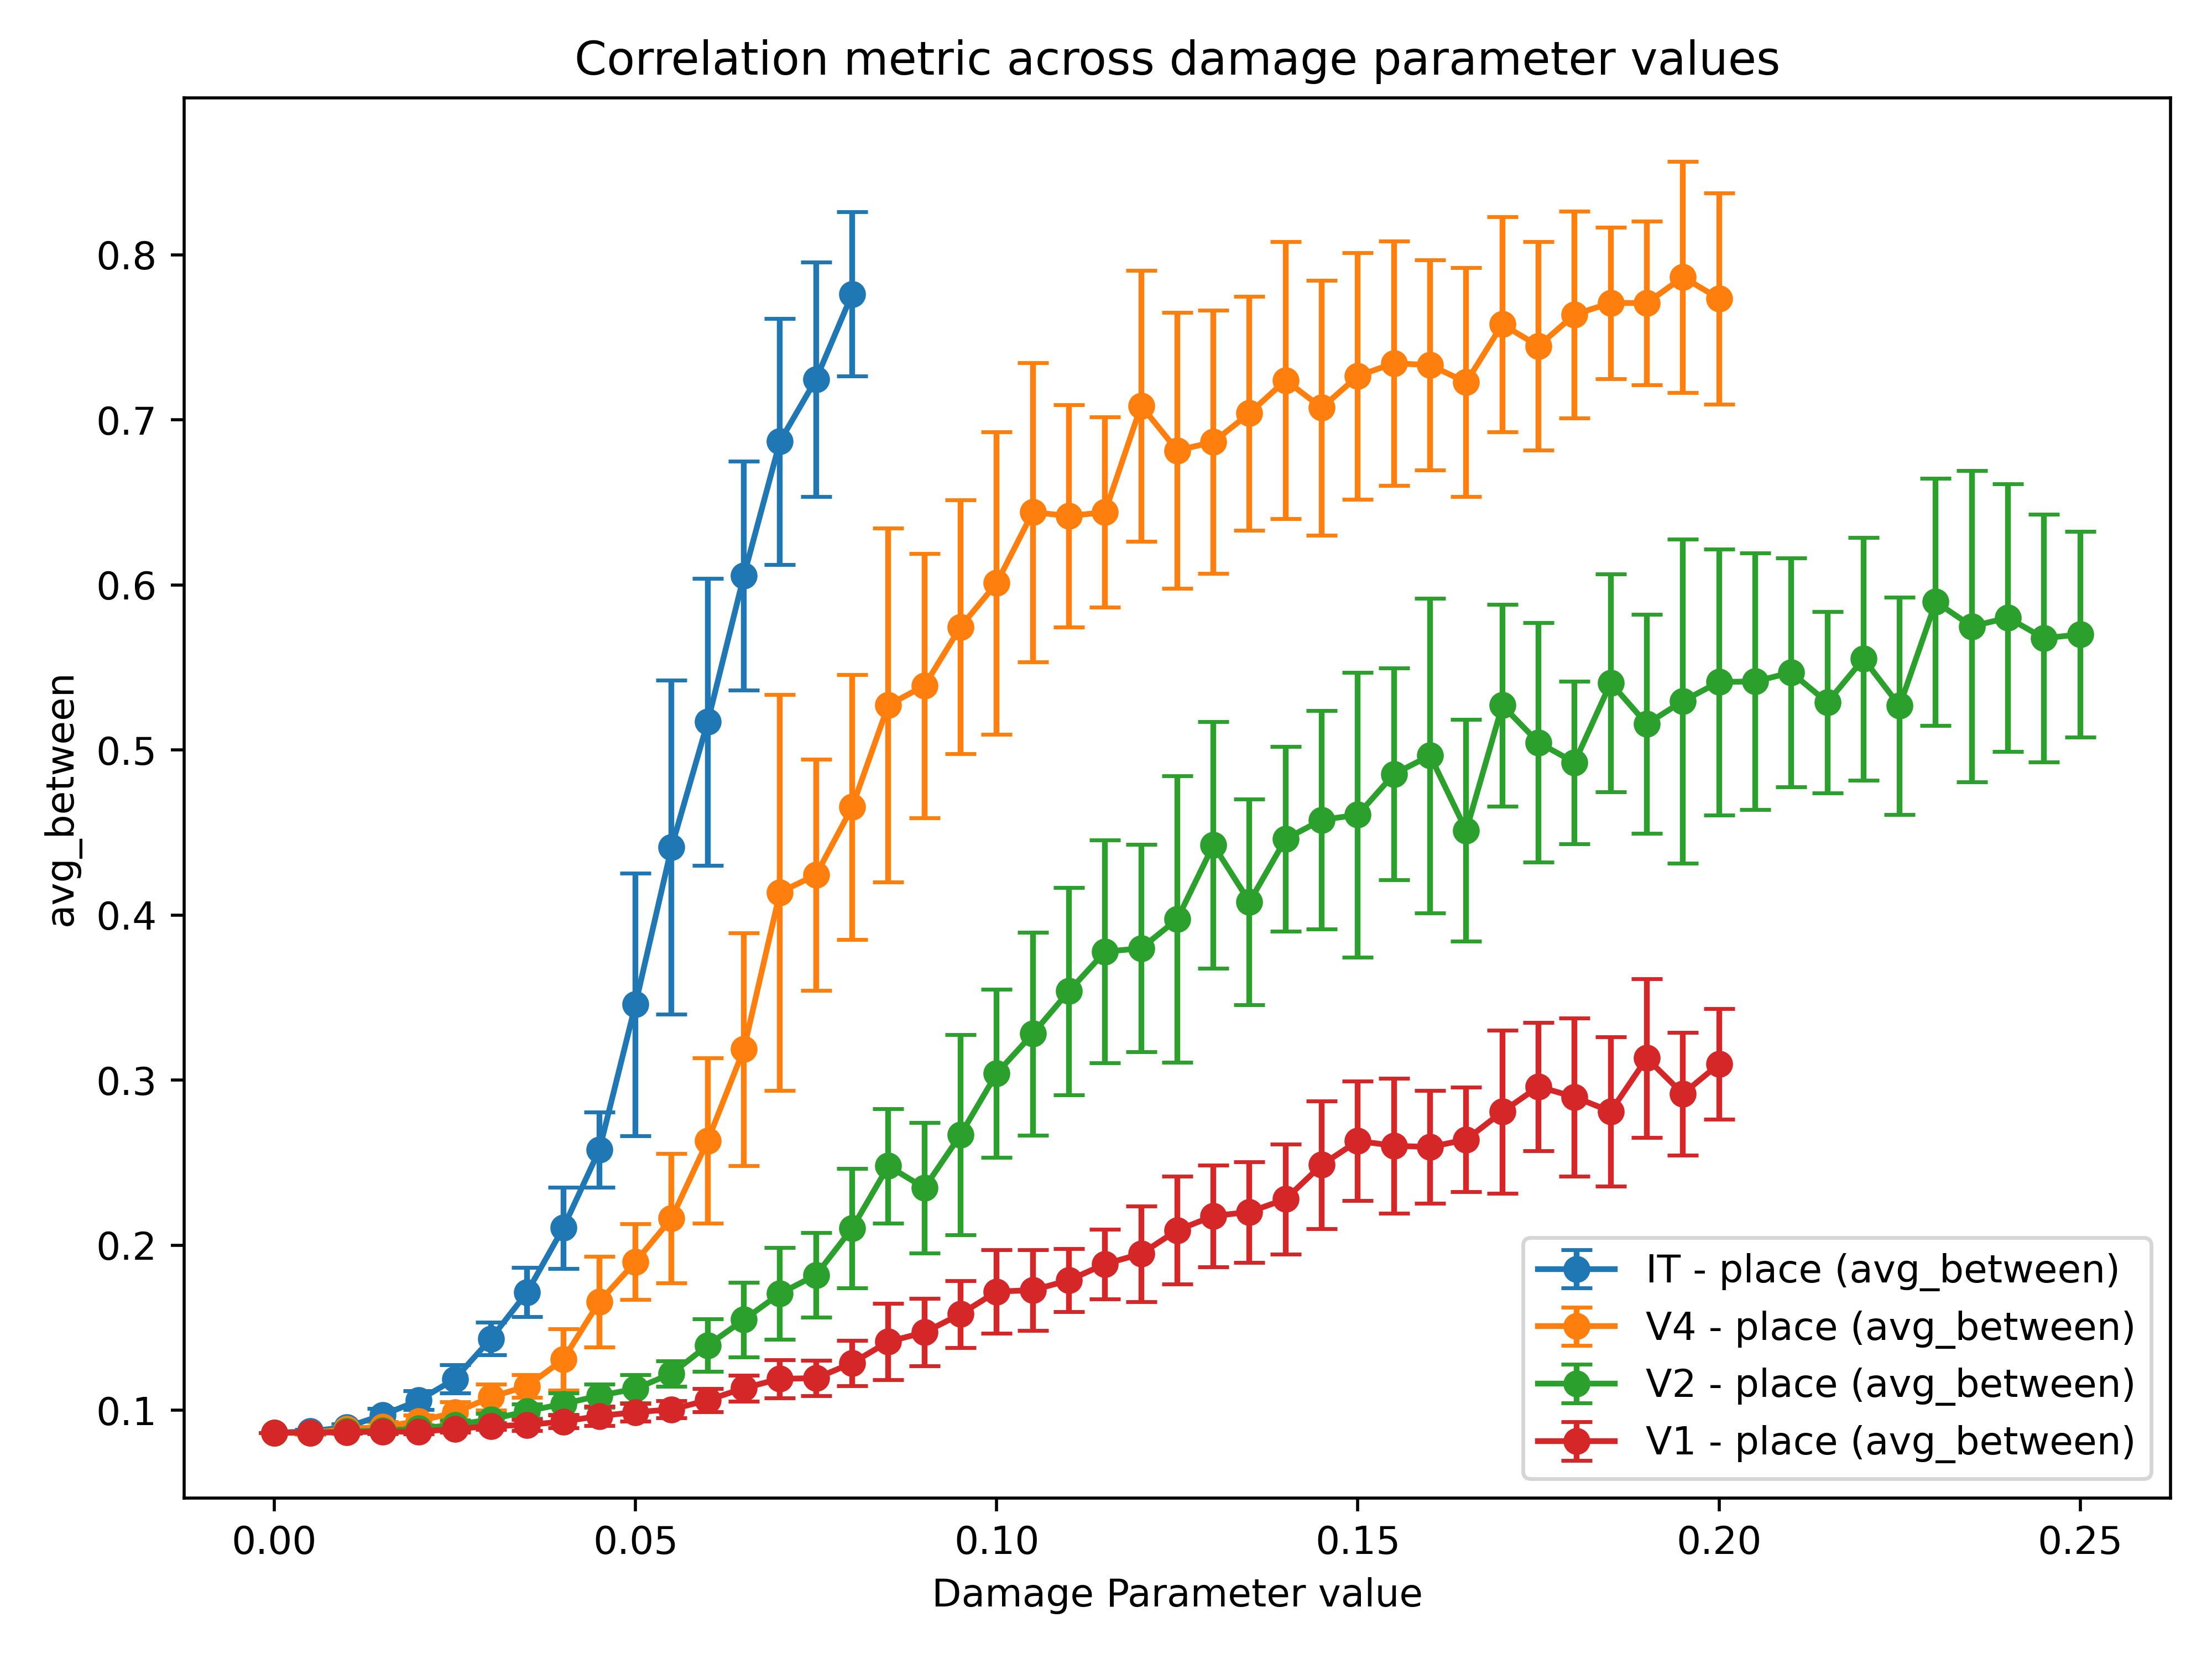 Correlation metric across damage parameter values
avg_between
0.8
0.7
0.6
0.5
0.4
0.3
0.2
0.1
IT - place (avg_between)
V4 - place (avg_between)
V2 - place (avg_between)
V1 - place (avg_between)
0.00 0.05 0.10 0.15 0.20 0.25
Damage Parameter value